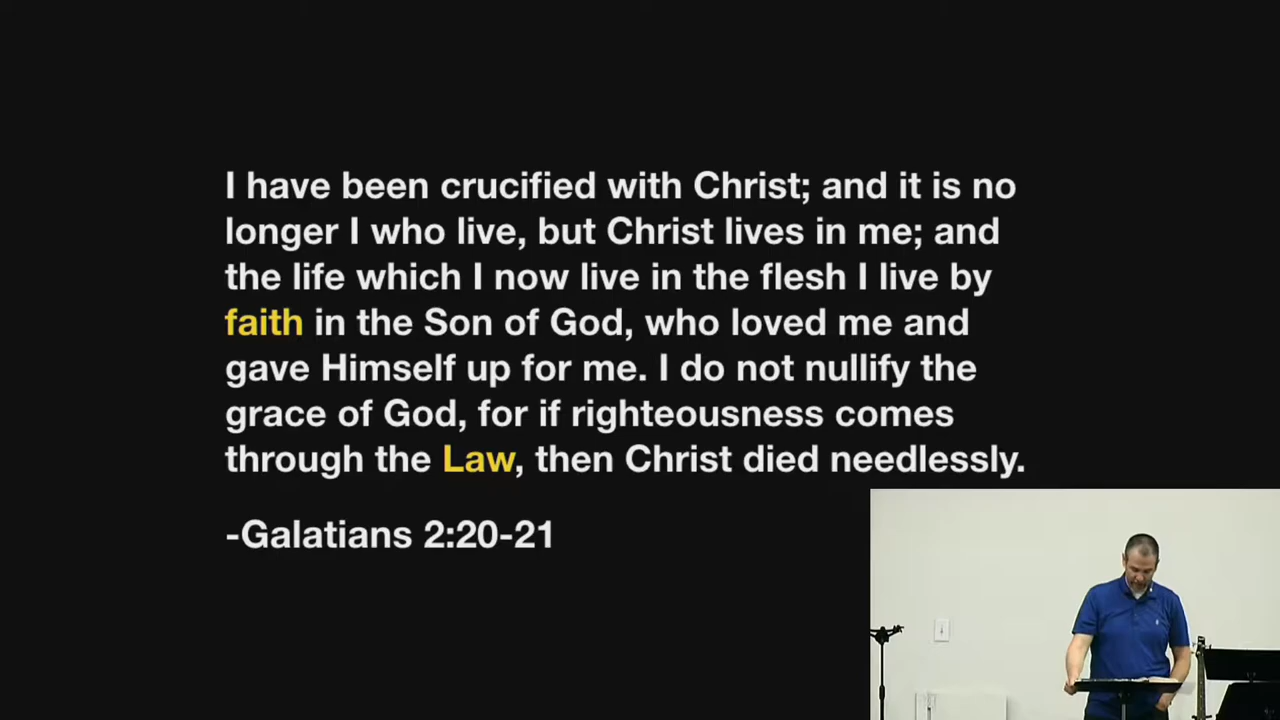 I have been crucified with Christ; and it is no
longer I who live, but Christ lives in me; and
the life which I now live in the flesh I live by
faith in the Son of God, who loved me and
gave Himself up for me. I do not nullify the
grace of God, for if righteousness comes
through the Law, then Christ died needlessly.
-Galatians 2:20-21